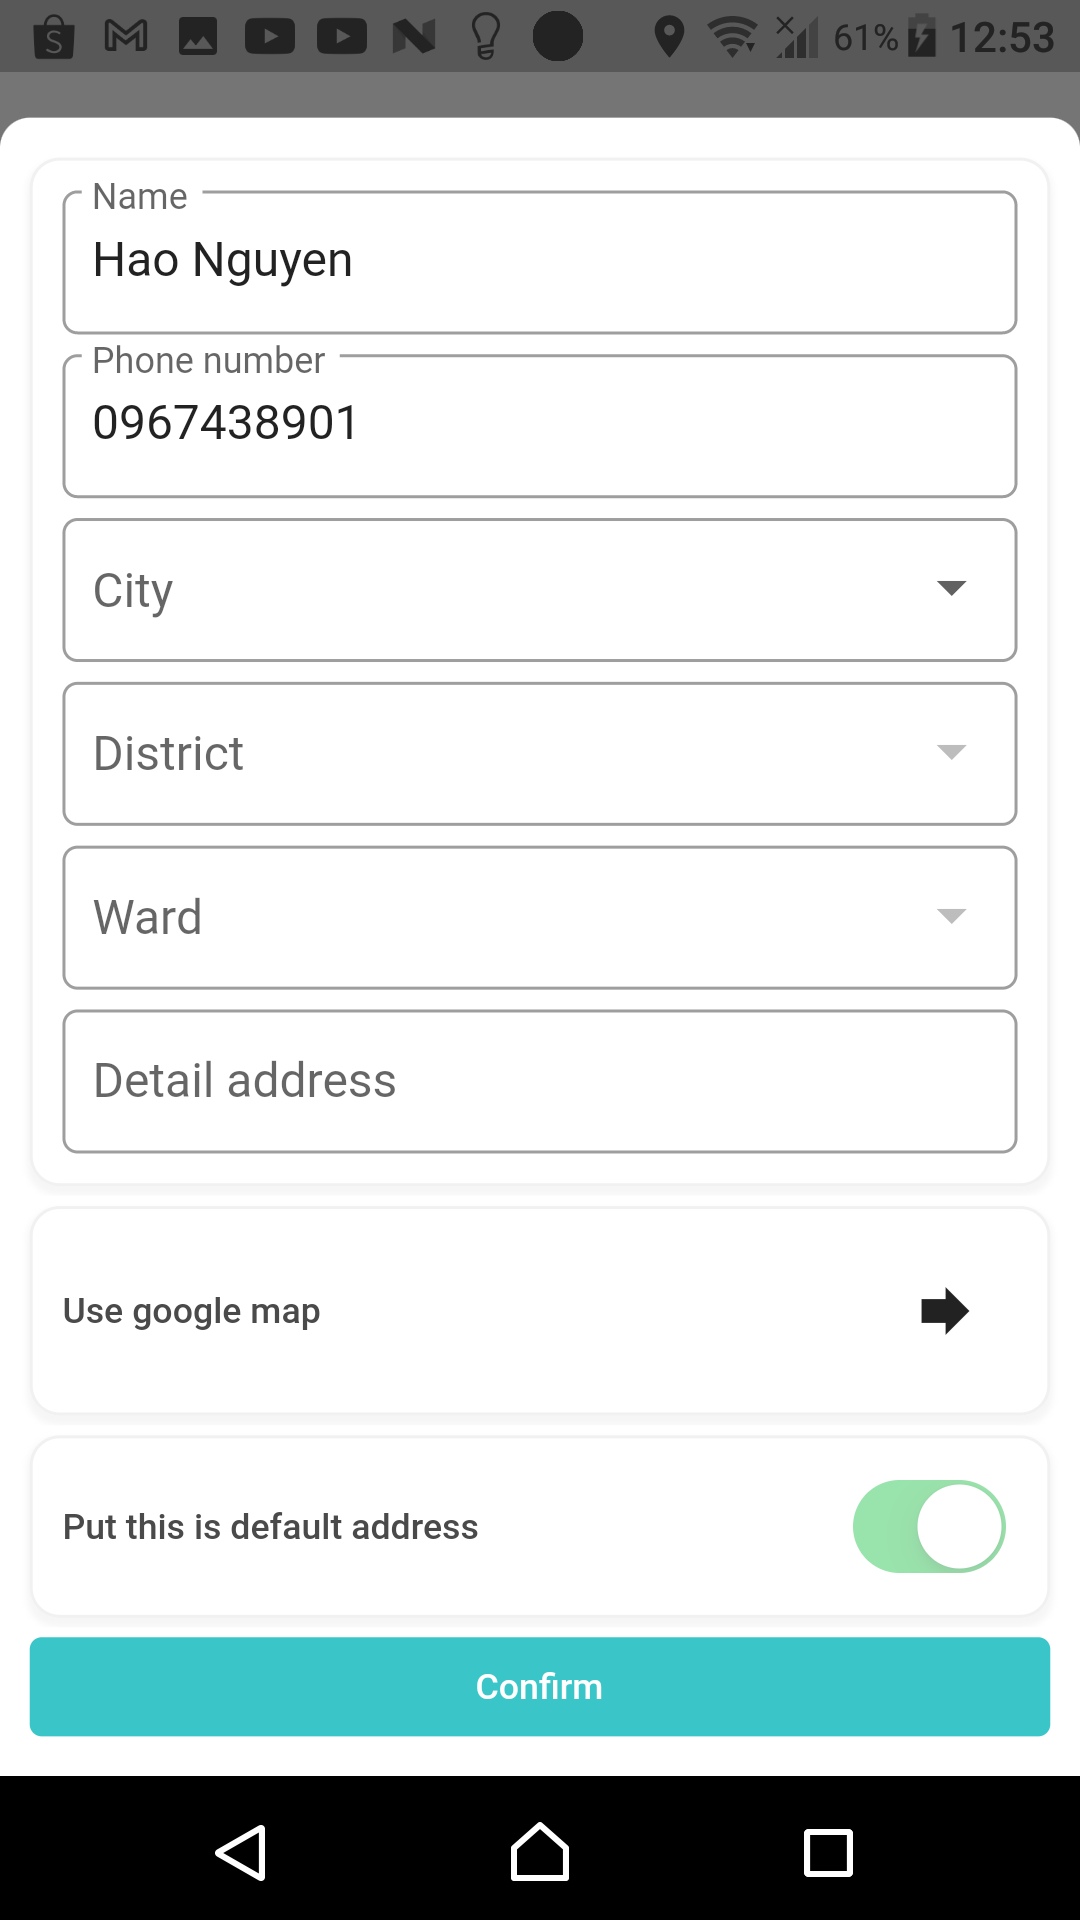 61% 12:53
Name
Hao Nguyen
Phone number
0967438901
City
District
Ward
Detail address
Use google map
Put this is default address
Confirm